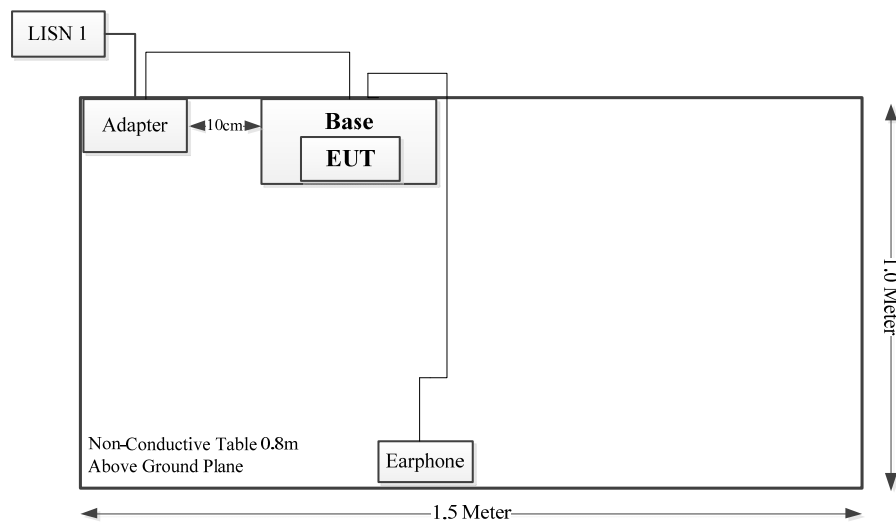 LISN 1
Adapter
10cm
Base
EUT
1.0 Meter
Non-Conductive Table 0.8m
Above Ground Plane
Earphone
1.5 Meter